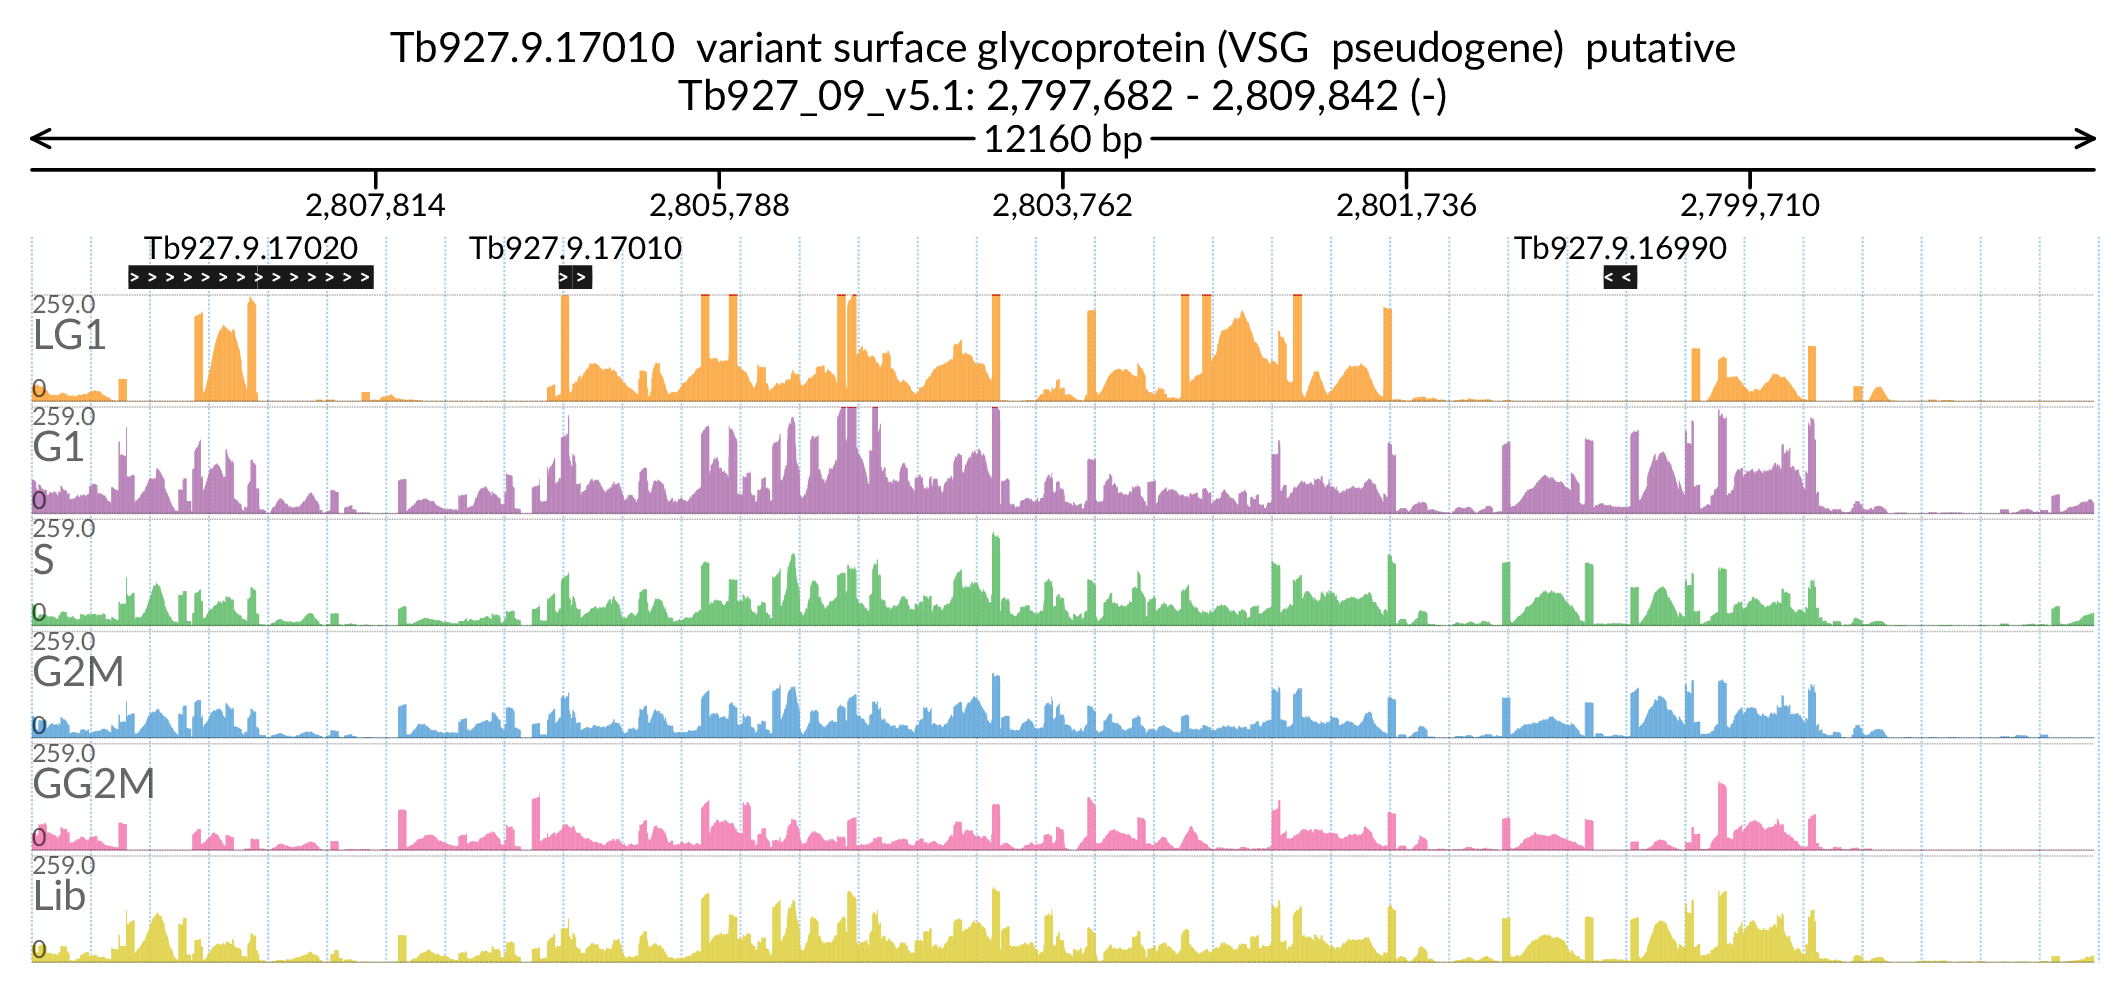 Tb927.9.17010 variant surface glycoprotein (VSG pseudogene) putative
Tb927_09_v5.1: 2,797,682 - 2,809,842 (-)
12160 bp
2,807,814 2,805,788 2,803,762 2,801,736 2,799,710
Tb927.9.17020 Tb927.9.17010 Tb927.9.16990
259.0
LG1
0
259.0
G1
0
259.0
S
0
259.0
G2M
0
259.0
GG2M
0
259.0
Lib
0